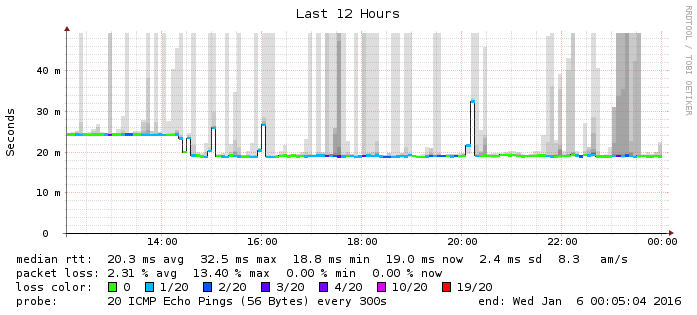 Last 12 Hours
RRDTOOL / TOBI OETIKER
Seconds
40 m
30 m
20 m
10 m
0
14:00 16:00 18:00 20:00 22:00 00:00
median rtt: 20.3 ms avg 32.5 ms max 18.8 ms min 19.0 ms now 2.4 ms sd 8.3 am/s
packet loss: 2.31 % avg 13.40 % max 0.00 % min 0.00 % now
loss color: 0 1/20 2/20 3/20 4/20 10/20 19/20
probe: 20 ICMP Echo Pings (56 Bytes) every 300s end: Wed Jan 6 00:05:04 2016